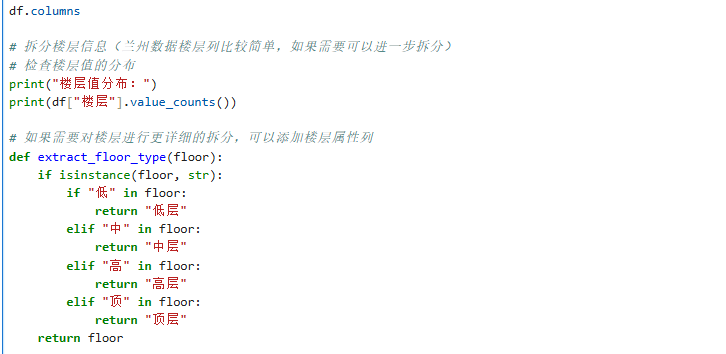 df.columns
# 拆分楼层信息（兰州数据楼层列比较简单，如果需要可以进一步拆分）
# 检查楼层值的分布
print("楼层值分布：")
print(df["楼层"].value_counts())
# 如果需要对楼层进行更详细的拆分，可以添加楼层属性列
def extract_floor_type(floor):
    if isinstance(floor, str):
        if "低" in floor:
            return "低层"
        elif "中" in floor:
            return "中层"
        elif "高" in floor:
            return "高层"
        elif "顶" in floor:
            return "顶层"
    return floor